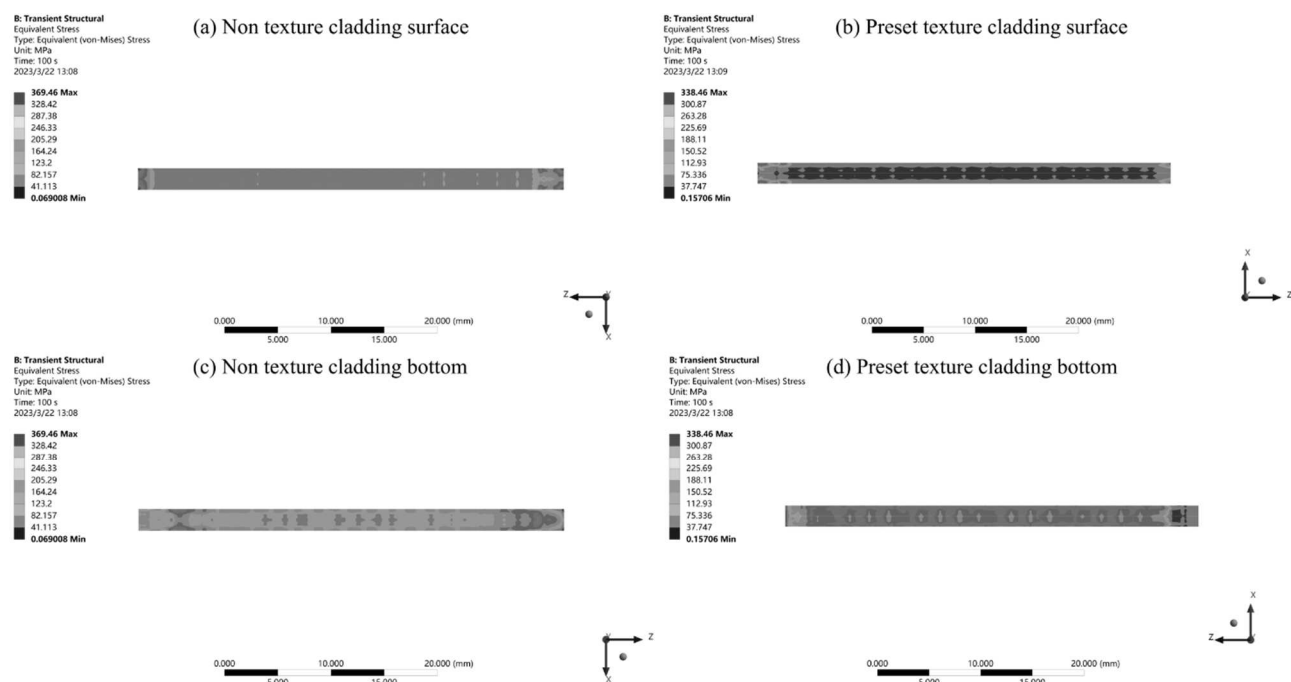 B: Transient Structural
Equivalent Stress
Type: Equivalent (von-Mises) Stress
Unit: MPa
Time: 100 s
2023/3/22 13:08
(a) Non texture cladding surface
369.46 Max
328.42
287.38
246.33
205.29
164.24
123.2
82.157
41.113
0.069008 Min
Z
Y
X
0.000 10.000 20.000 (mm)
5.000 15.000
B: Transient Structural
Equivalent Stress
Type: Equivalent (von-Mises) Stress
Unit: MPa
Time: 100 s
2023/3/22 13:09
(b) Preset texture cladding surface
338.46 Max
300.87
263.28
225.69
188.11
150.52
112.93
75.336
37.747
0.15706 Min
X
Y
Z
0.000 10.000 20.000 (mm)
5.000 15.000
B: Transient Structural
Equivalent Stress
Type: Equivalent (von-Mises) Stress
Unit: MPa
Time: 100 s
2023/3/22 13:08
(c) Non texture cladding bottom
369.46 Max
328.42
287.38
246.33
205.29
164.24
123.2
82.157
41.113
0.069008 Min
Z
X
0.000 10.000 20.000 (mm)
5.000 15.000
B: Transient Structural
Equivalent Stress
Type: Equivalent (von-Mises) Stress
Unit: MPa
Time: 100 s
2023/3/22 13:08
(d) Preset texture cladding bottom
338.46 Max
300.87
263.28
225.69
188.11
150.52
112.93
75.336
37.747
0.15706 Min
X
Z
0.000 10.000 20.000 (mm)
5.000 15.000